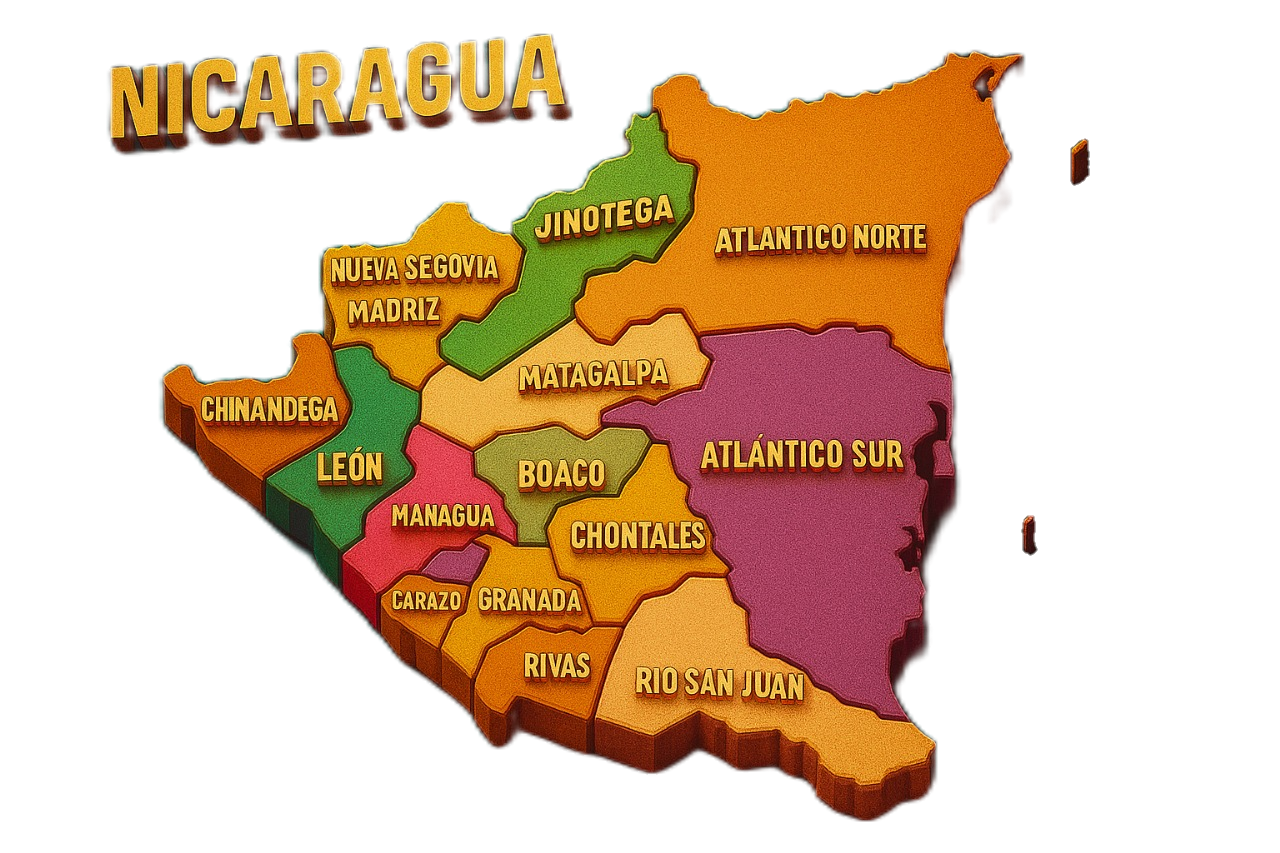 NICARAGUA
JINOTEGA
ATLANTICO NORTE
NUEVA SEGOVIA
MADRIZ
MATAGALPA
CHINANDEGA
LEÓN
BOACO
ATLÁNTICO SUR
MANAGUA
CHONTALES
CARAZO
GRANADA
RIVAS
RIO SAN JUAN